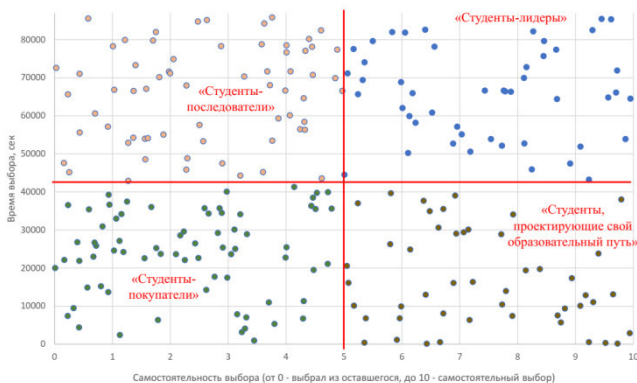 «Студенты-лидеры»
«Студенты-
последователи»
«Студенты,
проектирующие свой
образовательный путь»
«Студенты-
покупатели»
Время выбора, сек
90000
80000
70000
60000
50000
40000
30000
20000
10000
0
0 1 2 3 4 5 6 7 8 9 10
Самостоятельность выбора (от 0 - выбрал из оставшегося, до 10 - самостоятельный выбор)